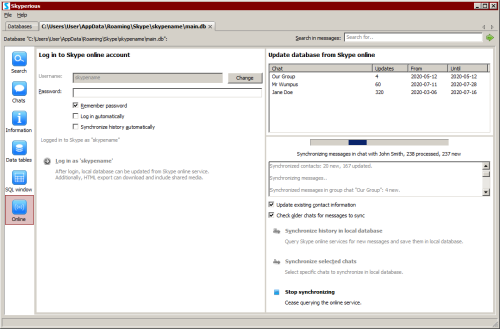 Skyperious
File Help
Databases C:\Users\User\AppData\Roaming\Skype\skypename\main.db ×
Database "C:\Users\User\AppData\Roaming\Skype\skypename\main.db": Search in messages: Search for..
Search
Chats
Information
Data tables
SQL window
Online
Log in to Skype online account
Username: skypename Change
Password:
Remember password
Log in automatically
Synchronize history automatically
Logged in to Skype as "skypename"
Log in as 'skypename'
After login, local database can be updated from Skype online service.
Additionally, HTML export can download and include shared media.
Update database from Skype online
Chat Updates From Until
Our Group 4 2020-05-12 2020-05-12
Mr Wumpus 60 2020-07-11 2020-07-28
Jane Doe 320 2020-03-06 2020-07-16
Synchronizing messages in chat with John Smith, 238 processed, 237 new
Synchronized contacts: 20 new, 167 updated.
Synchronizing messages..
Synchronized messages in group chat "Our Group": 4 new.
Update existing contact information
Check older chats for messages to sync
Synchronize history in local database
Query Skype online services for new messages and save them in local database.
Synchronize selected chats
Select specific chats to synchronize in local database.
Stop synchronizing
Cease querying the online service.